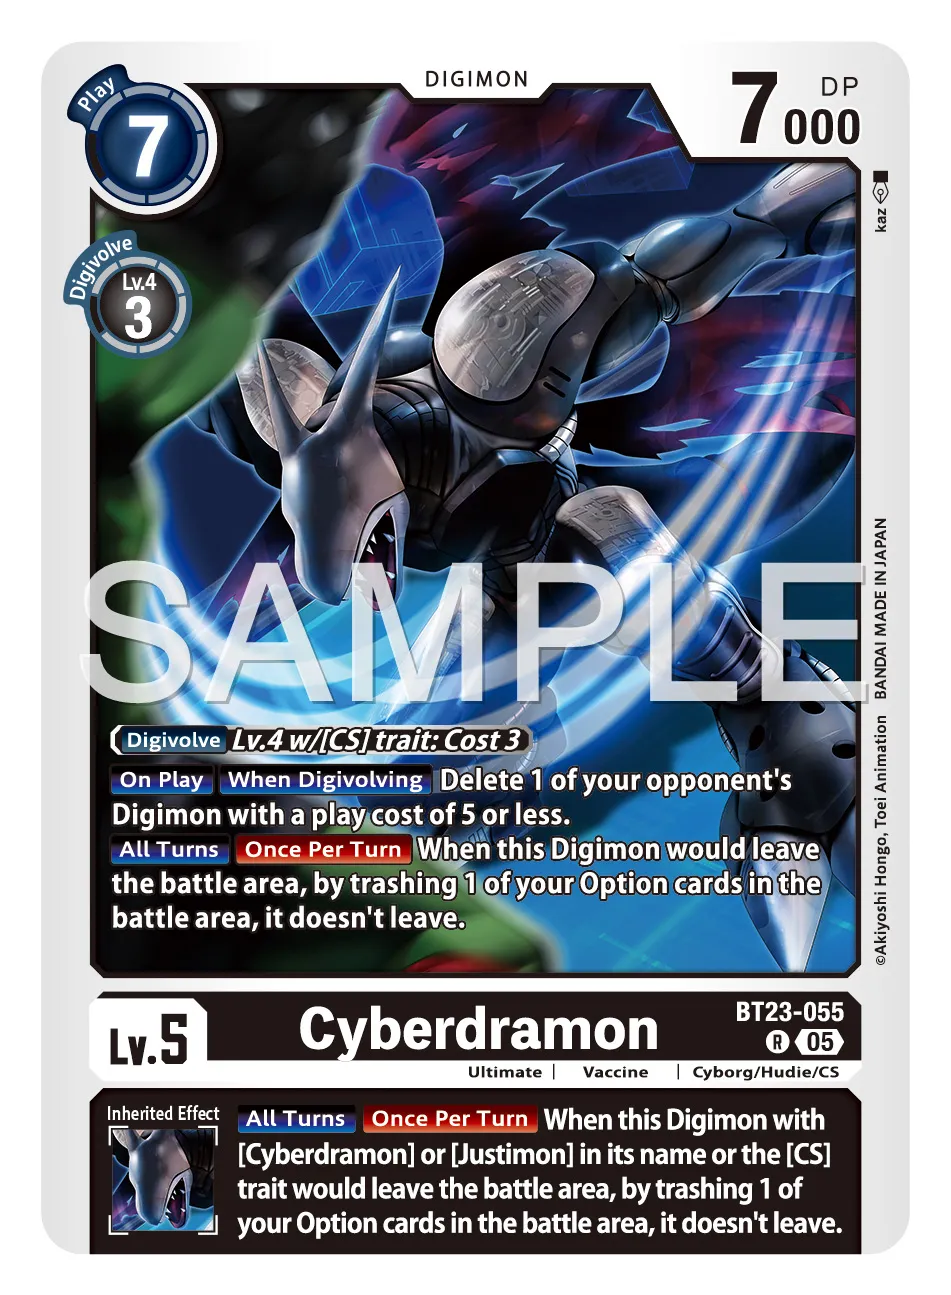 DIGIMON
Play
7
7000
DP
Digivolve
Lv.4
3
kaz
SAMPLE
BANDAI MADE IN JAPAN
©Akiyoshi Hongo, Toei Animation
Digivolve Lv.4 w/[CS] trait: Cost 3
On Play When Digivolving Delete 1 of your opponent's
Digimon with a play cost of 5 or less.
All Turns Once Per Turn When this Digimon would leave
the battle area, by trashing 1 of your Option cards in the
battle area, it doesn't leave.
Lv.5
Cyberdramon
BT23-055
R 05
Ultimate | Vaccine | Cyborg/Hudie/CS
Inherited Effect
All Turns Once Per Turn When this Digimon with
[Cyberdramon] or [Justimon] in its name or the [CS]
trait would leave the battle area, by trashing 1 of
your Option cards in the battle area, it doesn't leave.